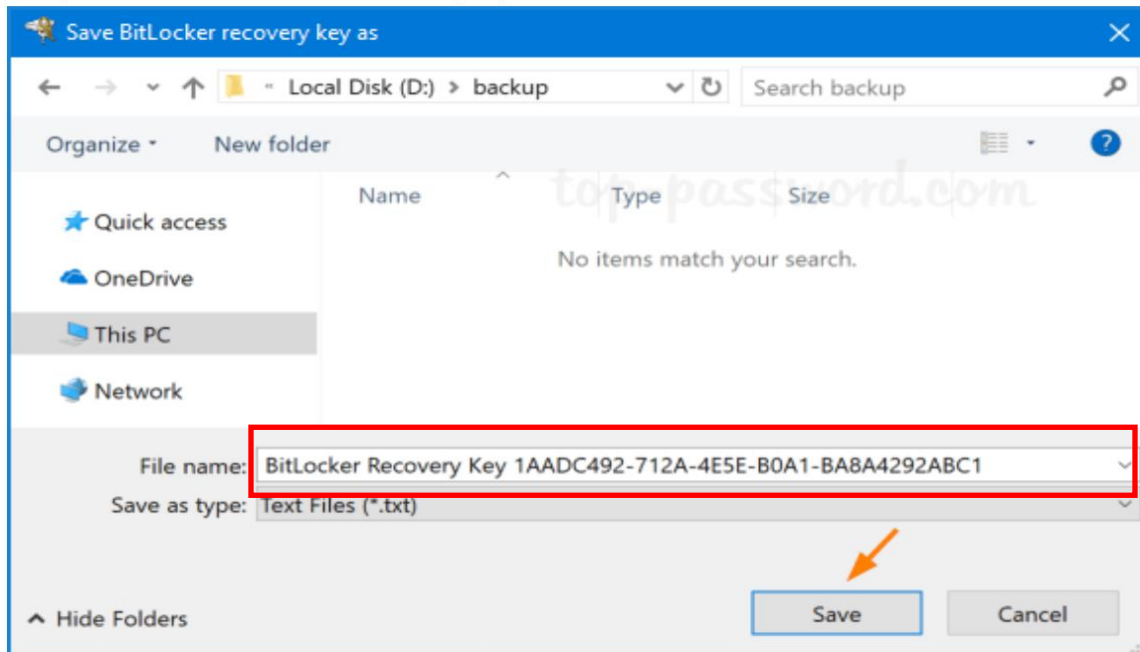 Save BitLocker recovery key as
Local Disk (D:) > backup
Search backup
Organize
New folder
top-password.com
Name Type Size
Quick access
No items match your search.
OneDrive
This PC
Network
File name: BitLocker Recovery Key 1AADC492-712A-4E5E-B0A1-BA8A4292ABC1
Save as type: Text Files (*.txt)
Hide Folders
Save
Cancel